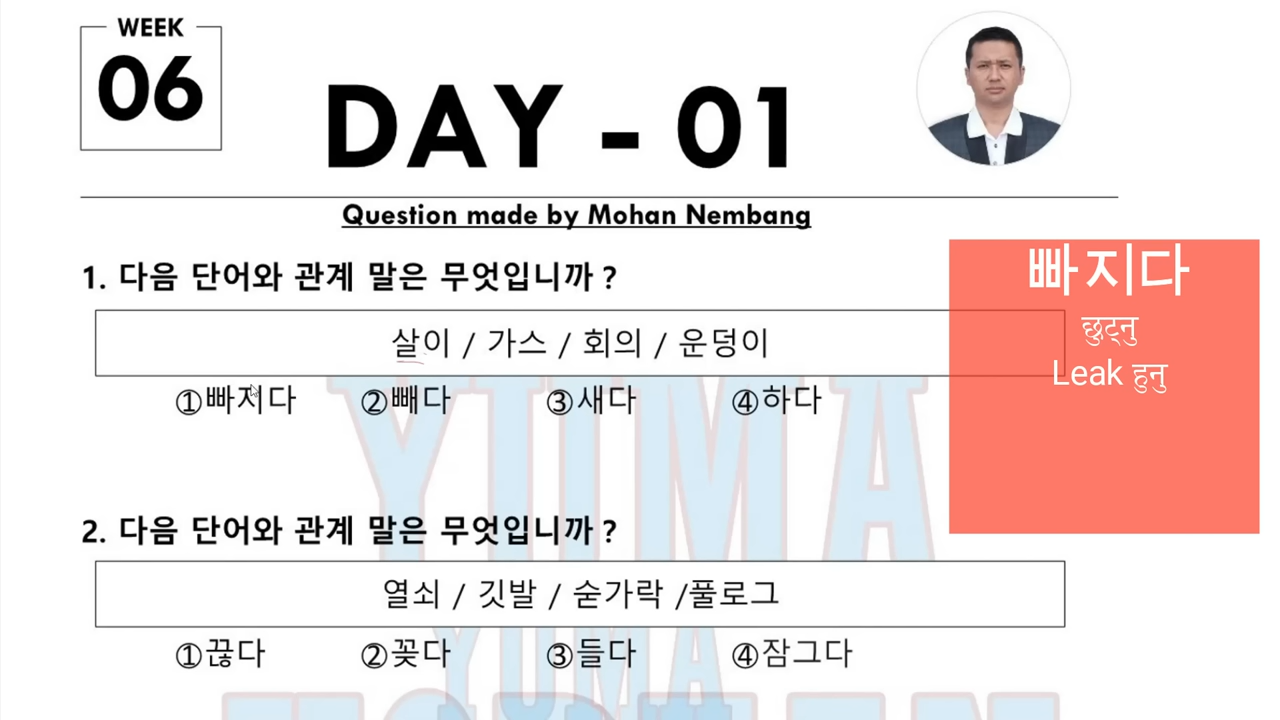 WEEK
06
DAY - 01
Question made by Mohan Nembang
1. 다음 단어와 관계 말은 무엇입니까 ?
살이 / 가스 / 회의 / 운덩이
①빠지다 ②빼다 ③새다 ④하다
빠지다
छुट्नु
Leak हुनु
2. 다음 단어와 관계 말은 무엇입니까 ?
열쇠 / 깃발 / 숟가락 /풀로그
①끊다 ②꽂다 ③들다 ④잠그다
YUMA
YUMA